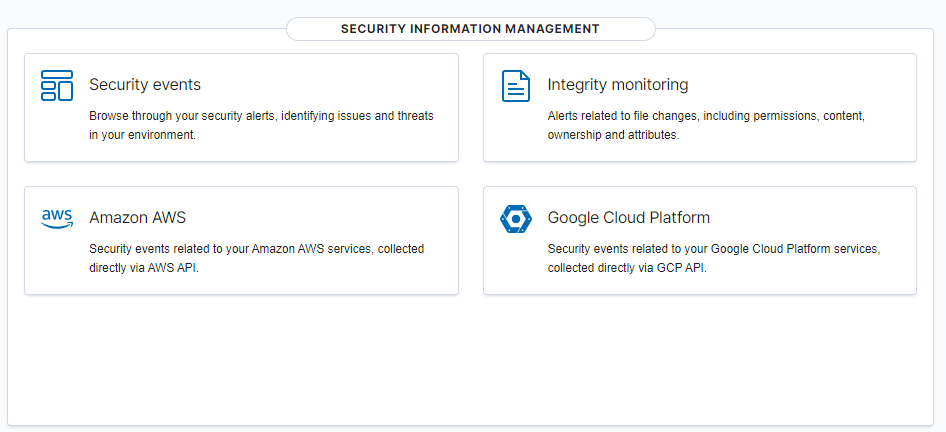 SECURITY INFORMATION MANAGEMENT
Security events
Browse through your security alerts, identifying issues and threats
in your environment.
Integrity monitoring
Alerts related to file changes, including permissions, content,
ownership and attributes.
aws
Amazon AWS
Security events related to your Amazon AWS services, collected
directly via AWS API.
Google Cloud Platform
Security events related to your Google Cloud Platform services,
collected directly via GCP API.